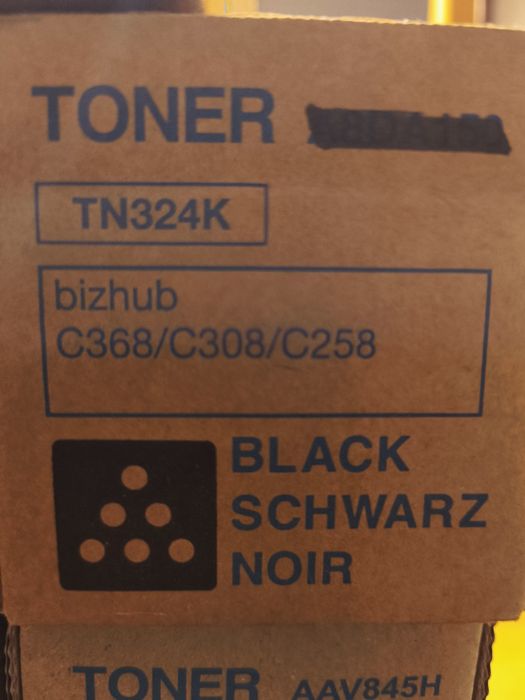 TONER
TN324K
bizhub
C368/C308/C258
BLACK
SCHWARZ
NOIR
TONER AAV845H